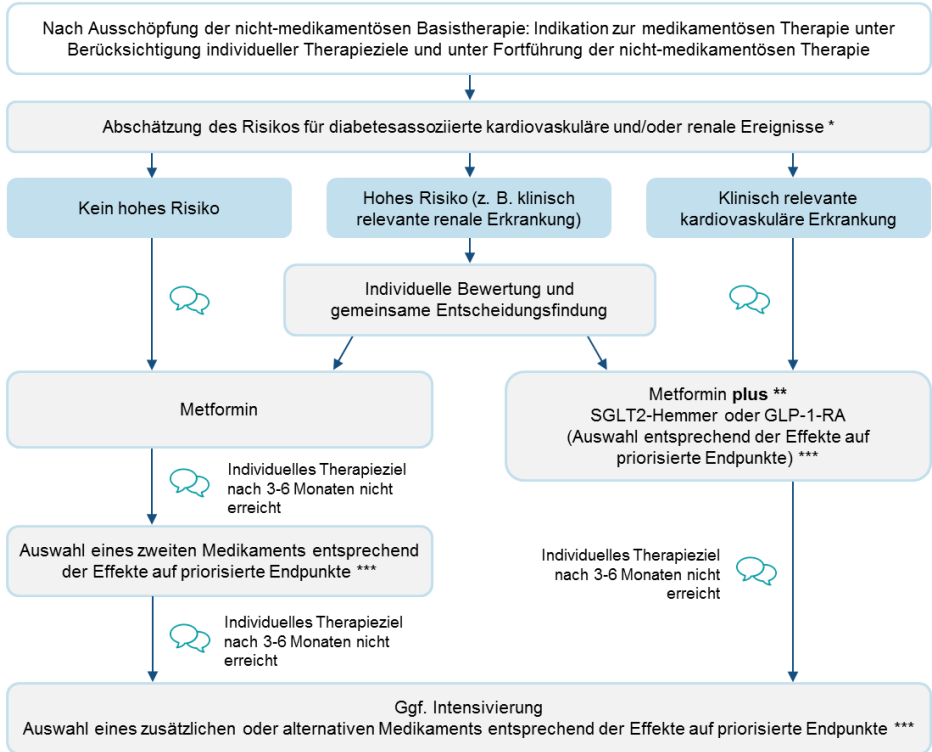 Nach Ausschöpfung der nicht-medikamentösen Basistherapie: Indikation zur medikamentösen Therapie unter
Berücksichtigung individueller Therapieziele und unter Fortführung der nicht-medikamentösen Therapie
Abschätzung des Risikos für diabetesassoziierte kardiovaskuläre und/oder renale Ereignisse *
Kein hohes Risiko
Hohes Risiko (z. B. klinisch
relevante renale Erkrankung)
Klinisch relevante
kardiovaskuläre Erkrankung
Individuelle Bewertung und
gemeinsame Entscheidungsfindung
Metformin
Metformin plus **
SGLT2-Hemmer oder GLP-1-RA
(Auswahl entsprechend der Effekte auf
priorisierte Endpunkte) ***
Individuelles Therapieziel
nach 3-6 Monaten nicht
erreicht
Auswahl eines zweiten Medikaments entsprechend
der Effekte auf priorisierte Endpunkte ***
Individuelles Therapieziel
nach 3-6 Monaten nicht
erreicht
Individuelles Therapieziel
nach 3-6 Monaten nicht
erreicht
Ggf. Intensivierung
Auswahl eines zusätzlichen oder alternativen Medikaments entsprechend der Effekte auf priorisierte Endpunkte ***